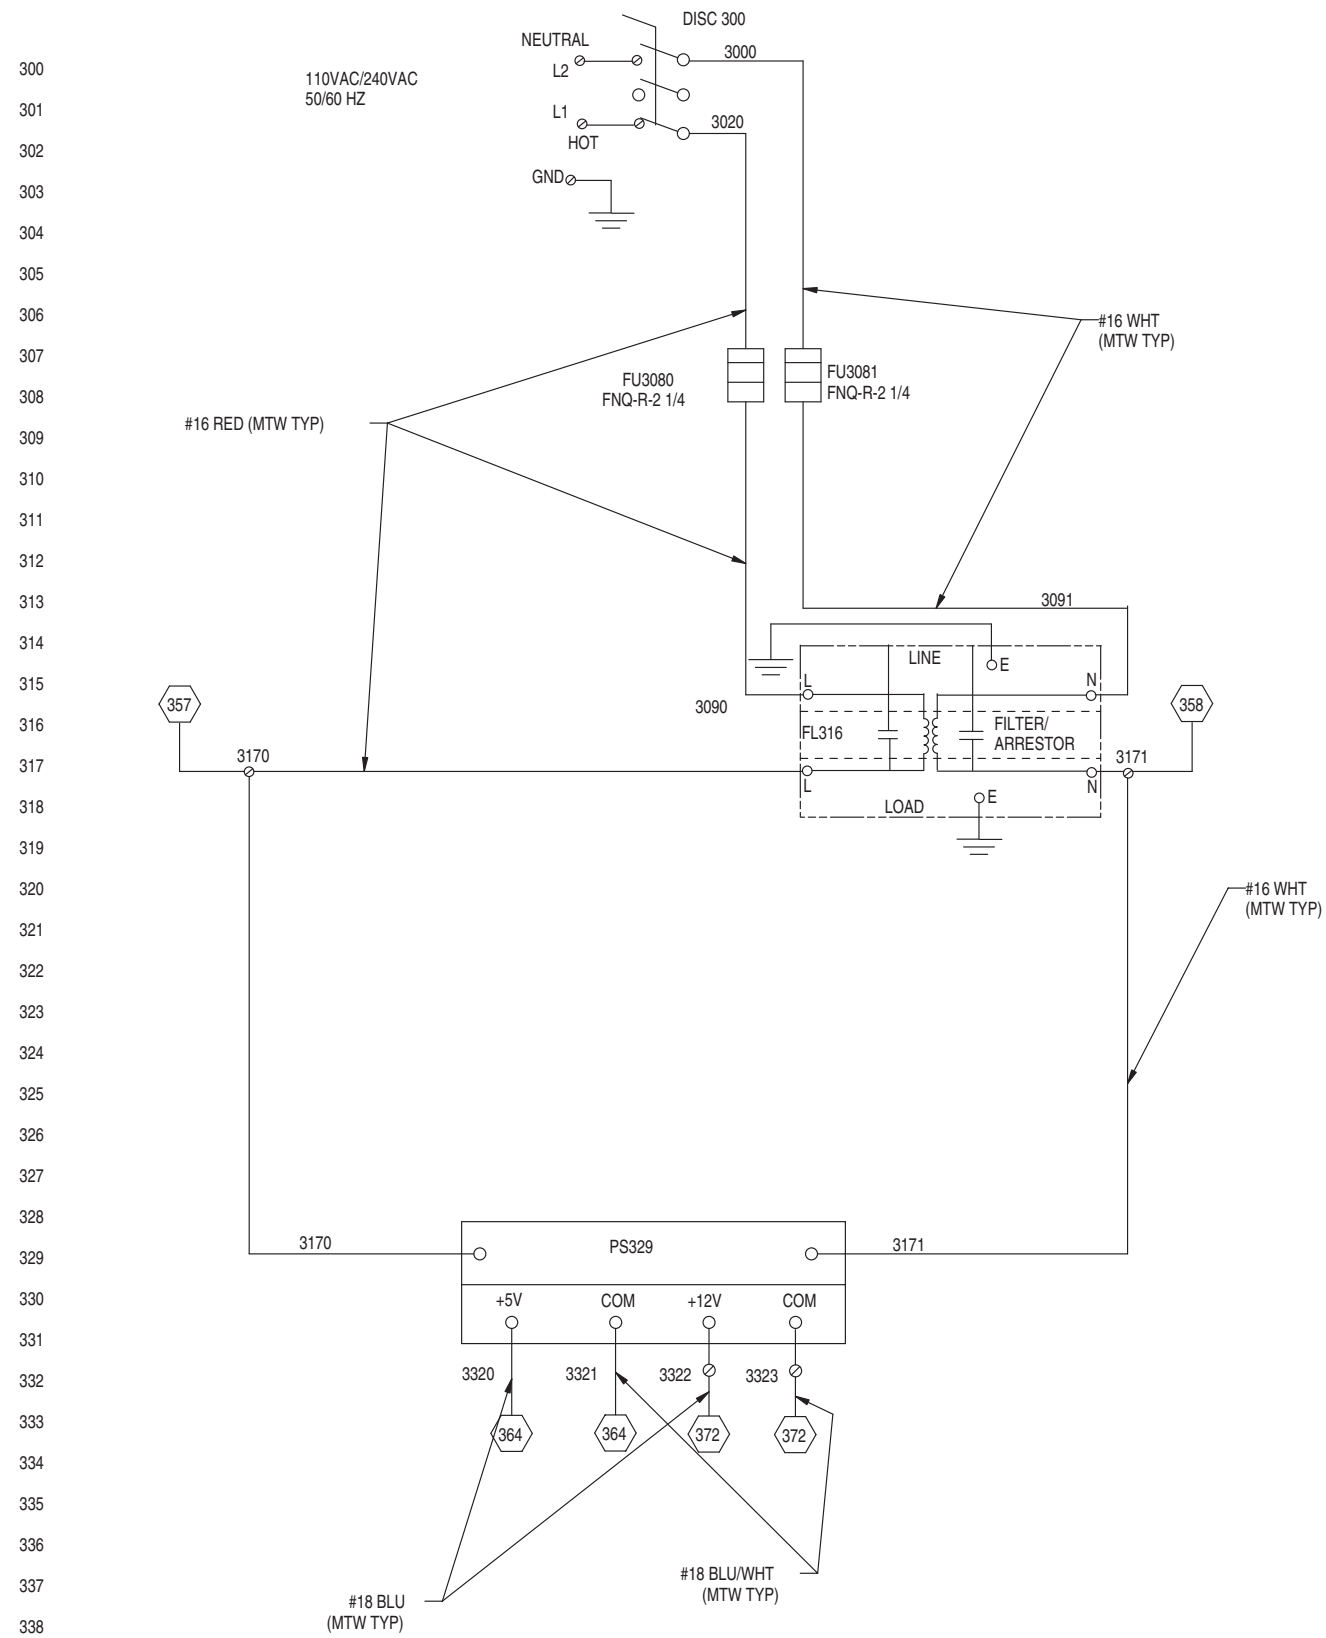 DISC 300
NEUTRAL
3000
300
L2
110VAC/240VAC
50/60 HZ
301
L1
3020
HOT
302
GND
303
304
305
306
#16 WHT
(MTW TYP)
307
FU3080
FNQ-R-2 1/4
FU3081
FNQ-R-2 1/4
308
#16 RED (MTW TYP)
309
310
311
312
313
3091
314
LINE
E
315
L
N
357
3090
358
316
FL316
FILTER/
ARRESTOR
317
3170
3171
L
N
318
LOAD
E
319
320
#16 WHT
(MTW TYP)
321
322
323
324
325
326
327
328
329
3170
PS329
3171
330
+5V
COM
+12V
COM
331
332
3320
3321
3322
3323
333
364
364
372
372
334
335
336
337
#18 BLU/WHT
(MTW TYP)
#18 BLU
(MTW TYP)
338